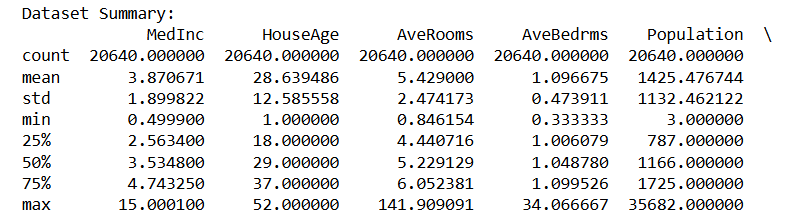 Dataset Summary:
             MedInc      HouseAge      AveRooms     AveBedrms    Population  \
count  20640.000000  20640.000000  20640.000000  20640.000000  20640.000000
mean       3.870671     28.639486      5.429000      1.096675   1425.476744
std        1.899822     12.585558      2.474173      0.473911   1132.462122
min        0.499900      1.000000      0.846154      0.333333      3.000000
25%        2.563400     18.000000      4.440716      1.006079    787.000000
50%        3.534800     29.000000      5.229129      1.048780   1166.000000
75%        4.743250     37.000000      6.052381      1.099526   1725.000000
max       15.000100     52.000000    141.909091     34.066667  35682.000000